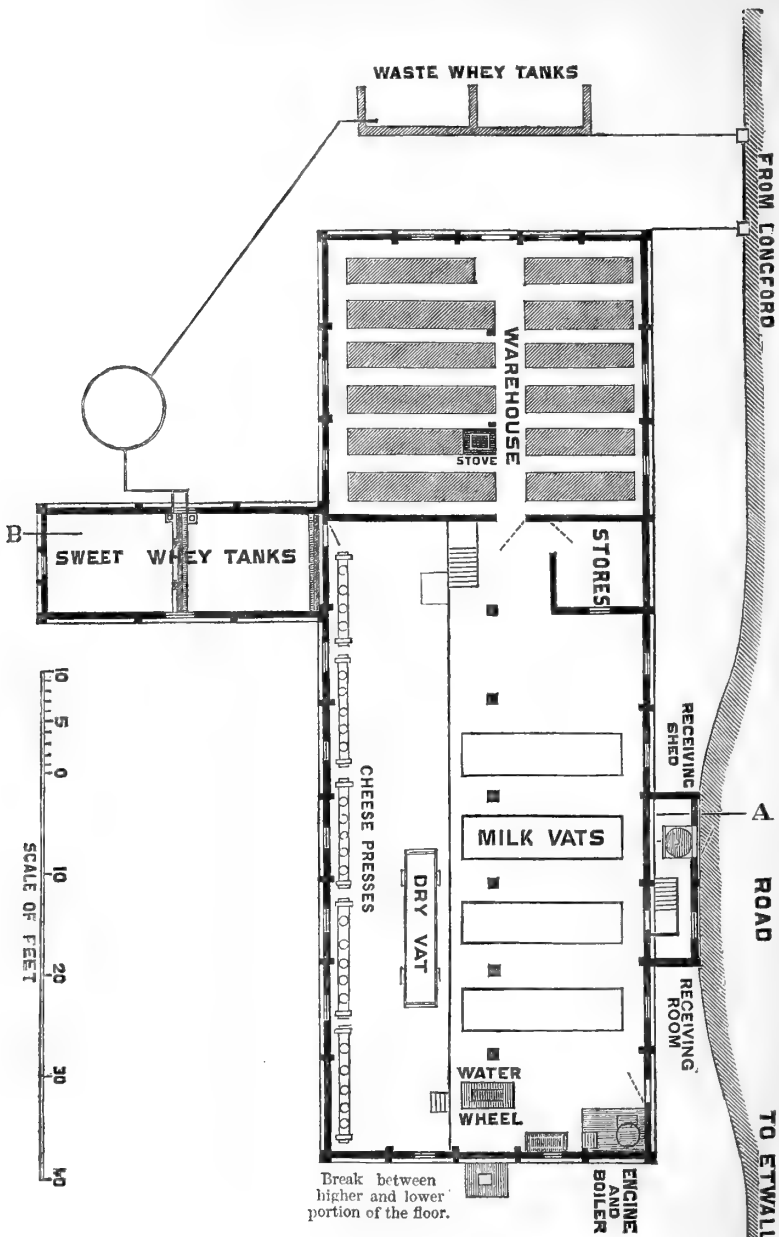 WASTE WHEY TANKS
FROM LONGFORD
WAREHOUSE
STOVE
B
SWEET WHEY TANKS
STORES
RECEIVING
SHED
A
ROAD
10
5
0
10
20
30
40
SCALE OF FEET
CHEESE PRESSES
MILK VATS
DRY VAT
RECEIVING
ROOM
WATER
WHEEL
ENGINE
AND
BOILER
TO ETWALL
Break between
higher and lower
portion of the floor.